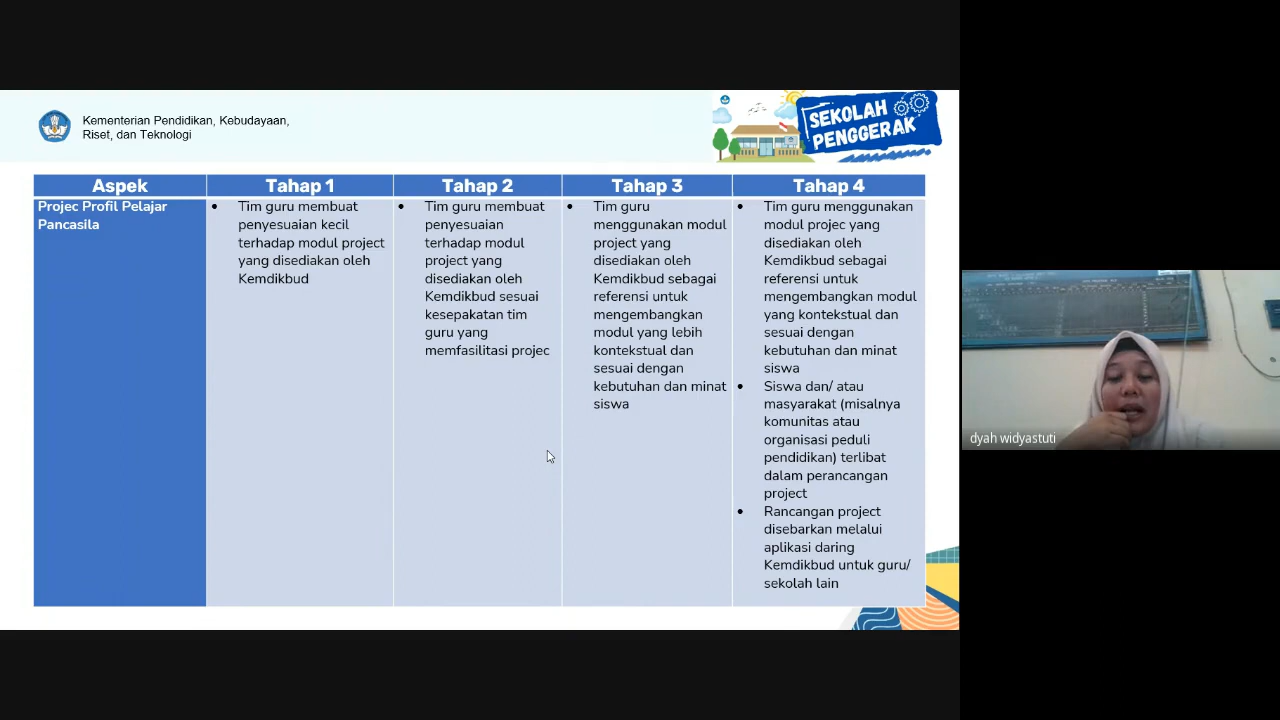 Kementerian Pendidikan, Kebudayaan,
Riset, dan Teknologi
SEKOLAH
PENGGERAK
Aspek
Tahap 1
Tahap 2
Tahap 3
Tahap 4
Projec Profil Pelajar
Pancasila
• Tim guru membuat
penyesuaian kecil
terhadap modul project
yang disediakan oleh
Kemdikbud
• Tim guru membuat
penyesuaian
terhadap modul
project yang
disediakan oleh
Kemdikbud sesuai
kesepakatan tim
guru yang
memfasilitasi projec
• Tim guru
menggunakan modul
project yang
disediakan oleh
Kemdikbud sebagai
referensi untuk
mengembangkan
modul yang lebih
kontekstual dan
sesuai dengan
kebutuhan dan minat
siswa
• Tim guru menggunakan
modul projec yang
disediakan oleh
Kemdikbud sebagai
referensi untuk
mengembangkan modul
yang kontekstual dan
sesuai dengan
kebutuhan dan minat
siswa
• Siswa dan/ atau
masyarakat (misalnya
komunitas atau
organisasi peduli
pendidikan) terlibat
dalam perancangan
project
• Rancangan project
disebarkan melalui
aplikasi daring
Kemdikbud untuk guru/
sekolah lain
dyah widyastuti